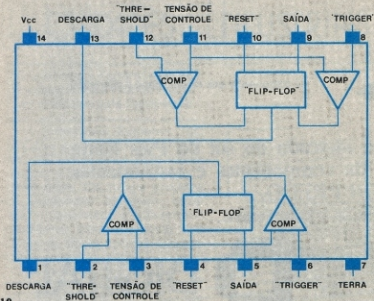 Vcc DESCARGA "THRE-SHOLD" TENSÃO DE CONTROLE "RESET" SAÍDA "TRIGGER"
14 13 12 11 10 9 8
COMP "FLIP-FLOP" COMP
COMP "FLIP-FLOP" COMP
1 2 3 4 5 6 7
DESCARGA "THRE-SHOLD" TENSÃO DE CONTROLE "RESET" SAÍDA "TRIGGER" TERRA